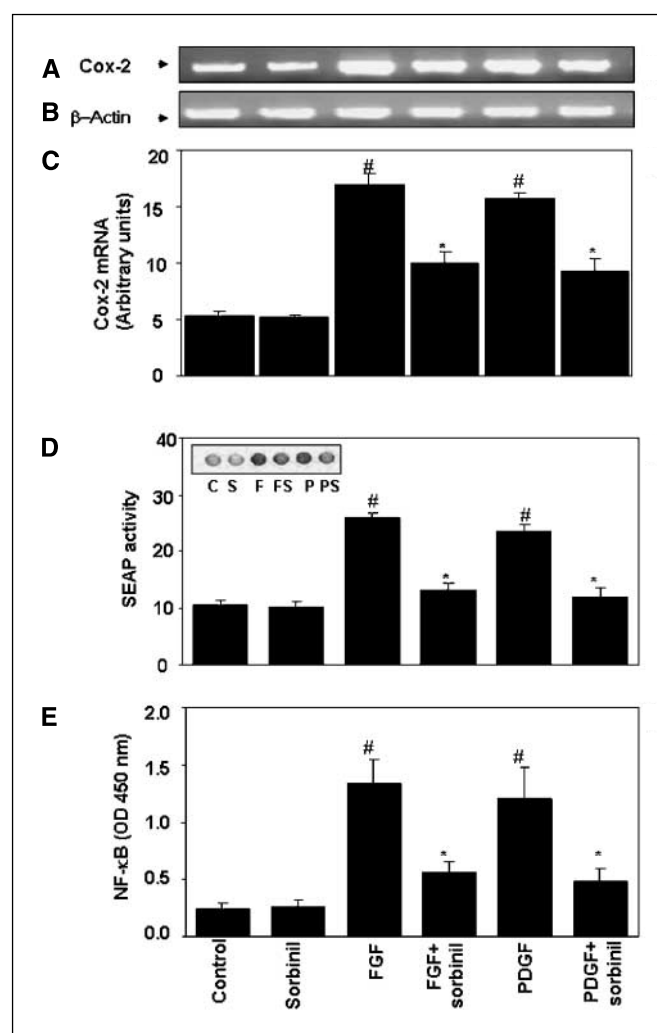 A
Cox-2
B
β–Actin
C
20
15
10
5
0
Cox-2 mRNA
(Arbitrary units)
#
*
#
*
D
40
30
20
10
0
SEAP activity
C S F FS P PS
#
*
#
*
E
2.0
1.5
1.0
0.5
0.0
NF-κB (OD 450 nm)
#
*
#
*
Control
Sorbinil
FGF
FGF+
sorbinil
PDGF
PDGF+
sorbinil